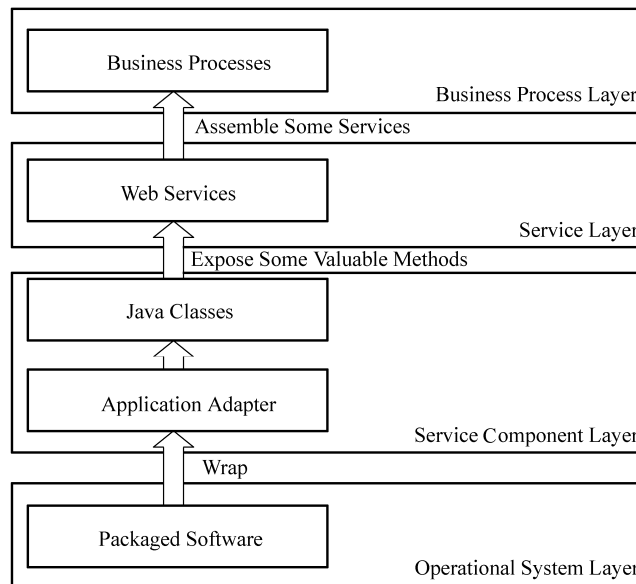 Business Processes
Business Process Layer
Assemble Some Services
Web Services
Service Layer
Expose Some Valuable Methods
Java Classes
Application Adapter
Service Component Layer
Wrap
Packaged Software
Operational System Layer